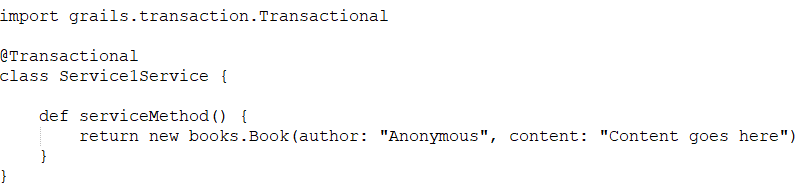 import grails.transaction.Transactional

@Transactional
class Service1Service {

    def serviceMethod() {
        return new books.Book(author: "Anonymous", content: "Content goes here")
    }
}